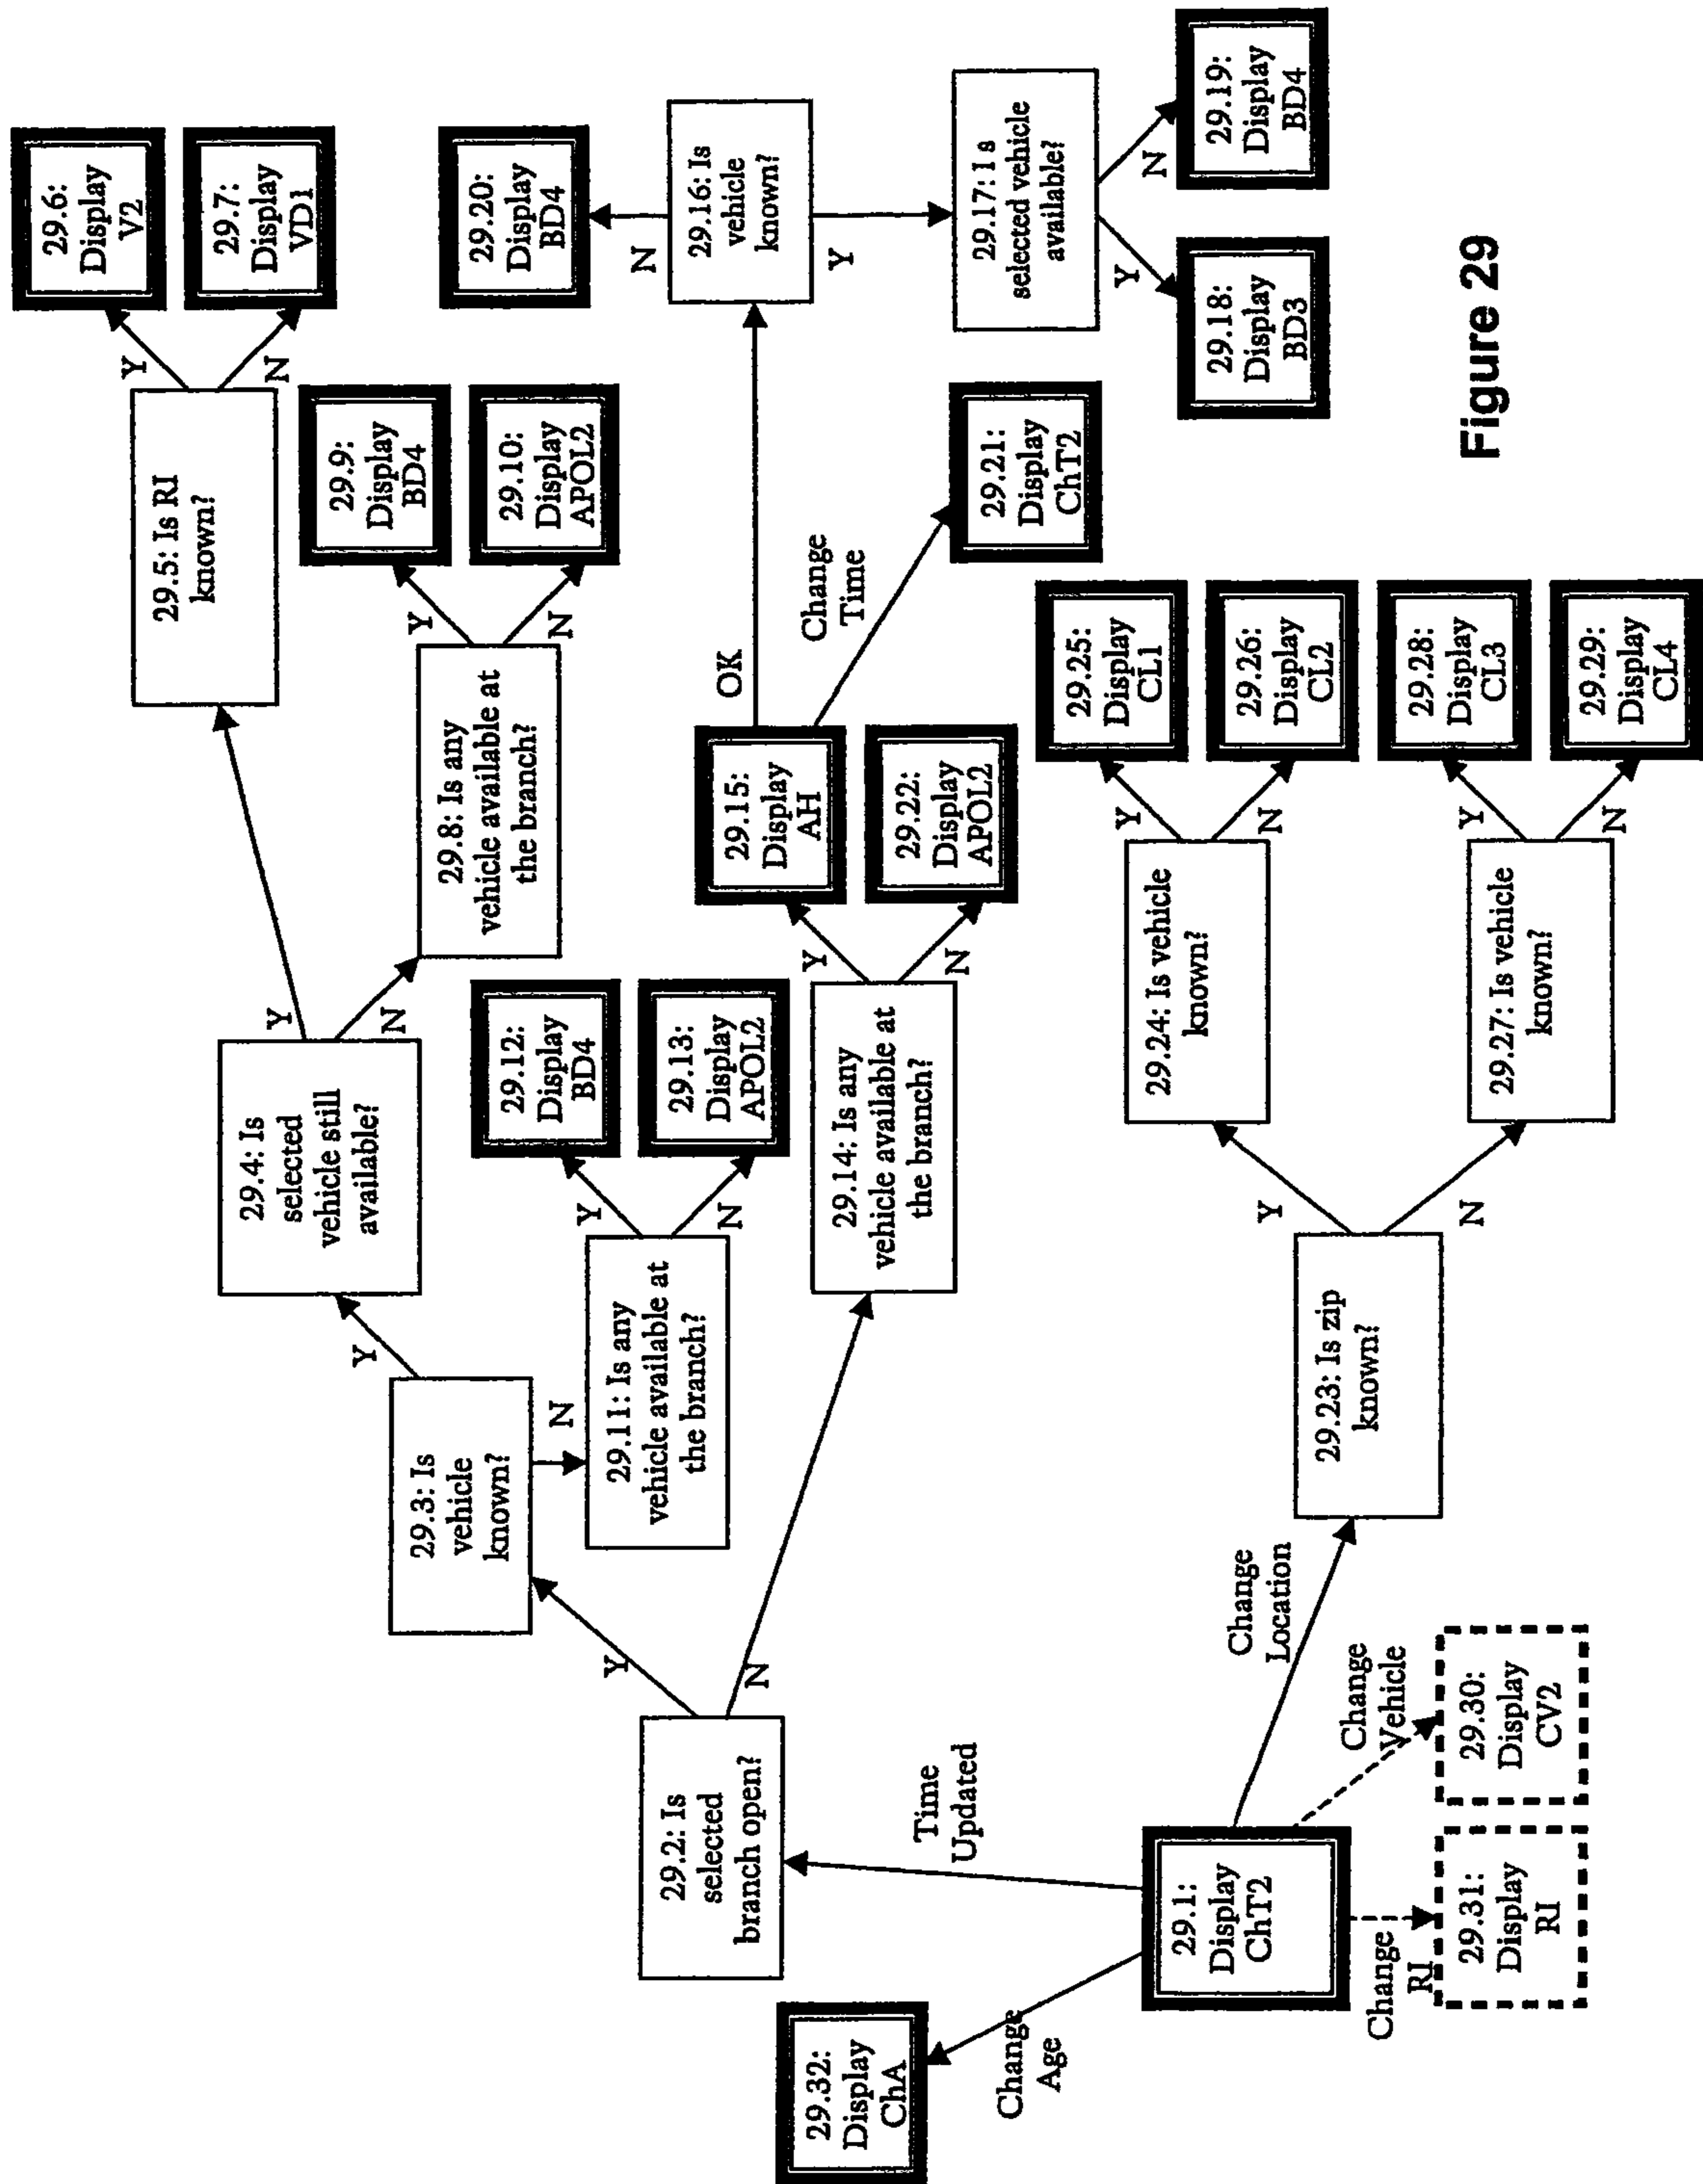 29.6:
Display
V2
29.7:
Display
VD1
Y
N
29.5: Is RI
known?
29.9:
Display
BD4
29.10:
Display
APOL2
Y
N
29.8: Is any
vehicle available at
the branch?
Y
N
29.4: Is
selected
vehicle still
available?
29.12:
Display
BD4
29.13:
Display
APOL2
Y
N
29.11: Is any
vehicle available at
the branch?
Y
N
29.3: Is
vehicle
known?
29.20:
Display
BD4
N
29.16: Is
vehicle
known?
Y
29.17: I s
selected vehicle
available?
Y
N
29.18:
Display
BD3
29.19:
Display
BD4
OK
Change
Time
29.21:
Display
ChT2
29.15:
Display
AH
29.22:
Display
APOL2
Y
N
29.14: Is any
vehicle available at
the branch?
Y
N
29.2: Is
selected
branch open?
29.25:
Display
CL1
29.26:
Display
CL2
29.28:
Display
CL3
29.29:
Display
CL4
Y
N
Y
N
29.24: Is vehicle
known?
29.27: Is vehicle
known?
Y
N
29.23: Is zip
known?
Change
Location
Change
Vehicle
29.30:
Display
CV2
Time
Updated
29.1:
Display
ChT2
Change
RI
29.31:
Display
RI
Change
Age
29.32:
Display
ChA
Figure 29